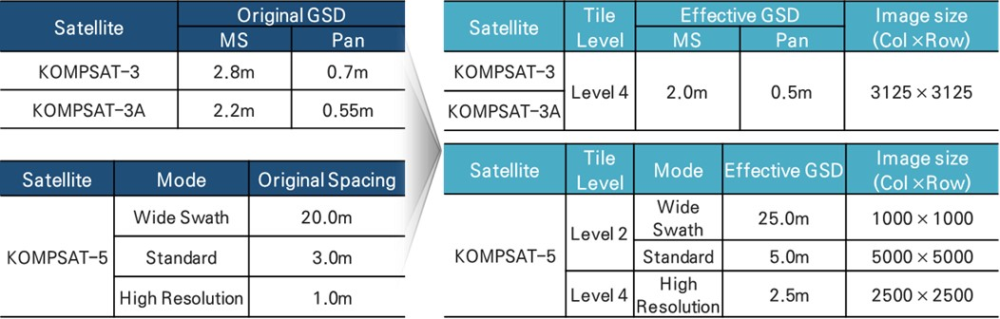 Satellite Original GSD
MS Pan
KOMPSAT-3 2.8m 0.7m
KOMPSAT-3A 2.2m 0.55m
Satellite Mode Original Spacing
KOMPSAT-5 Wide Swath 20.0m
Standard 3.0m
High Resolution 1.0m
Satellite Tile Level Effective GSD Image size (Col ×Row)
MS Pan
KOMPSAT-3
KOMPSAT-3A
Level 4 2.0m 0.5m 3125 × 3125
Satellite Tile Level Mode Effective GSD Image size (Col ×Row)
KOMPSAT-5 Level 2 Wide Swath 25.0m 1000 × 1000
Standard 5.0m 5000 × 5000
Level 4 High Resolution 2.5m 2500 × 2500